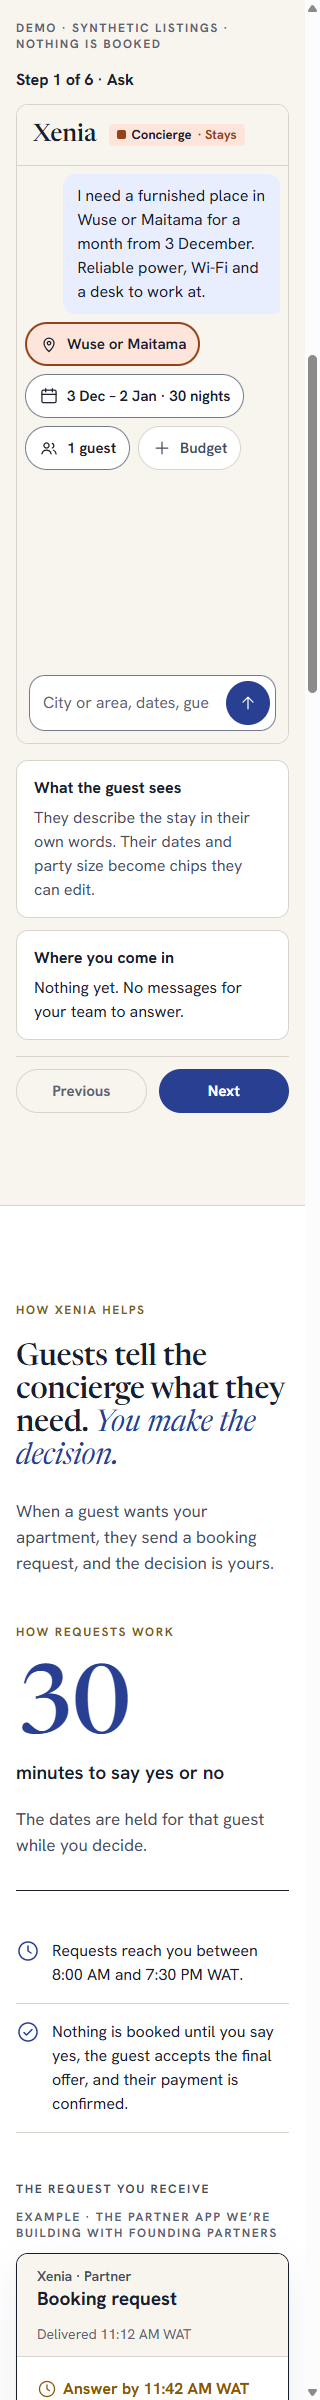 DEMO · SYNTHETIC LISTINGS ·
NOTHING IS BOOKED
Step 1 of 6 · Ask
Xenia
Concierge · Stays
I need a furnished place in
Wuse or Maitama for a
month from 3 December.
Reliable power, Wi-Fi and
a desk to work at.
Wuse or Maitama
3 Dec – 2 Jan · 30 nights
1 guest
Budget
City or area, dates, gue
What the guest sees
They describe the stay in their
own words. Their dates and
party size become chips they
can edit.
Where you come in
Nothing yet. No messages for
your team to answer.
Previous
Next
HOW XENIA HELPS
Guests tell the
concierge what they
need. You make the
decision.
When a guest wants your
apartment, they send a booking
request, and the decision is yours.
HOW REQUESTS WORK
30
minutes to say yes or no
The dates are held for that guest
while you decide.
Requests reach you between
8:00 AM and 7:30 PM WAT.
Nothing is booked until you say
yes, the guest accepts the final
offer, and their payment is
confirmed.
THE REQUEST YOU RECEIVE
EXAMPLE · THE PARTNER APP WE’RE
BUILDING WITH FOUNDING PARTNERS
Xenia · Partner
Booking request
Delivered 11:12 AM WAT
Answer by 11:42 AM WAT